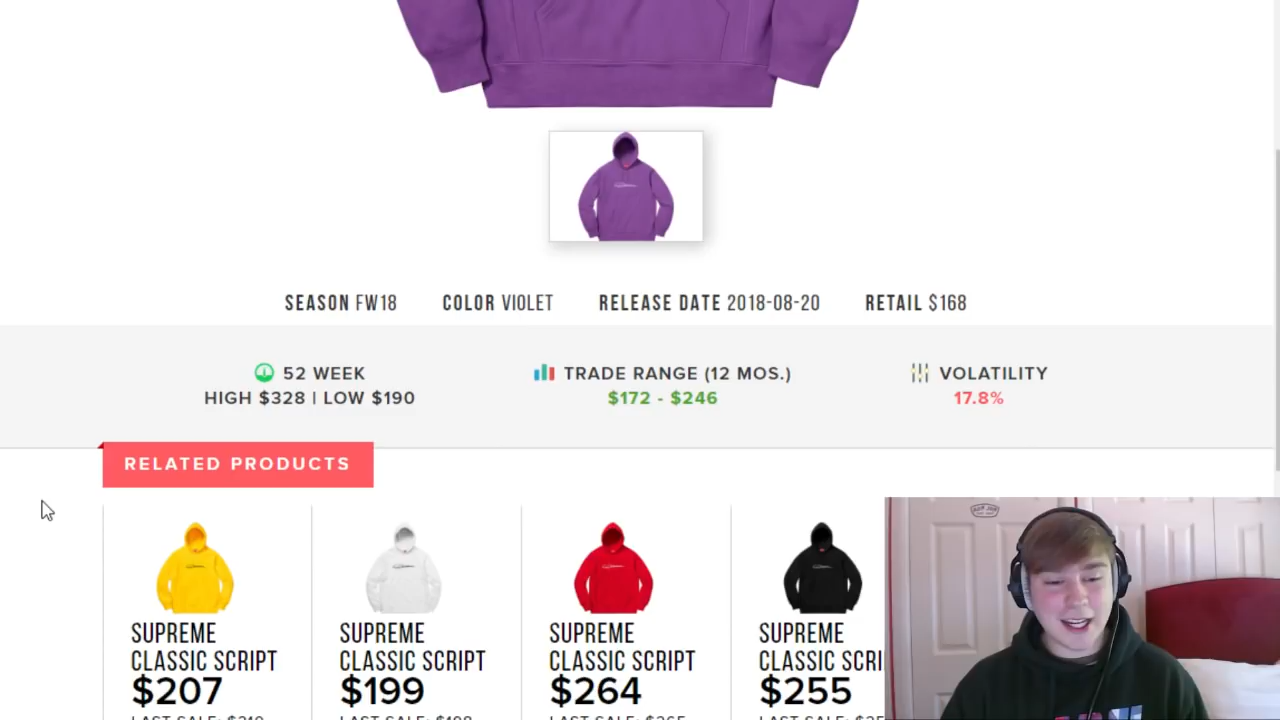 SEASON FW18 COLOR VIOLET RELEASE DATE 2018-08-20 RETAIL $168
52 WEEK
HIGH $328 | LOW $190
TRADE RANGE (12 MOS.)
$172 - $246
VOLATILITY
17.8%
RELATED PRODUCTS
SUPREME
CLASSIC SCRIPT
$207
SUPREME
CLASSIC SCRIPT
$199
SUPREME
CLASSIC SCRIPT
$264
SUPREME
CLASSIC SCRI
$255